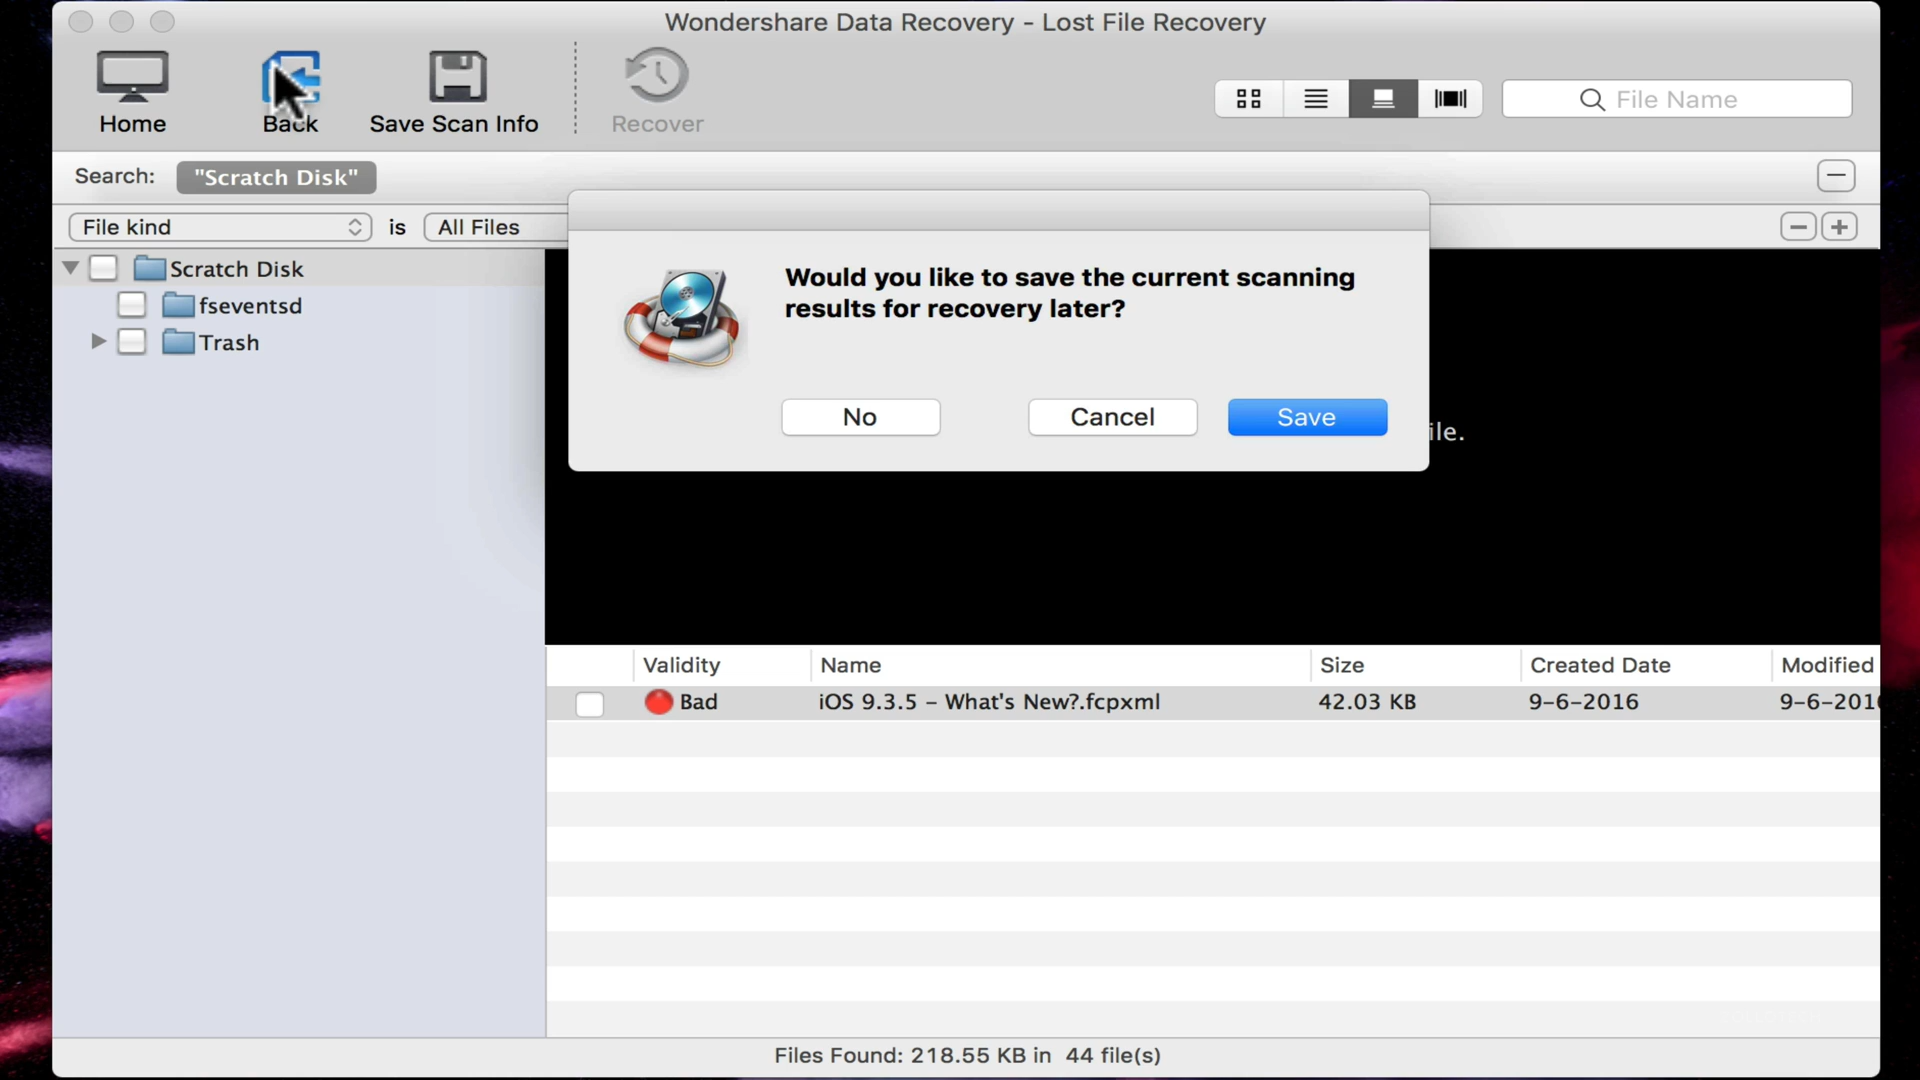 Wondershare Data Recovery - Lost File Recovery
Home
Back
Save Scan Info
Recover
File Name
Search:
"Scratch Disk"
File kind
is
All Files
Scratch Disk
fseventsd
Trash
Would you like to save the current scanning
results for recovery later?
No
Cancel
Save
ile.
Validity
Name
Size
Created Date
Modified
Bad
iOS 9.3.5 – What's New?.fcpxml
42.03 KB
9-6-2016
9-6-201
Files Found: 218.55 KB in 44 file(s)